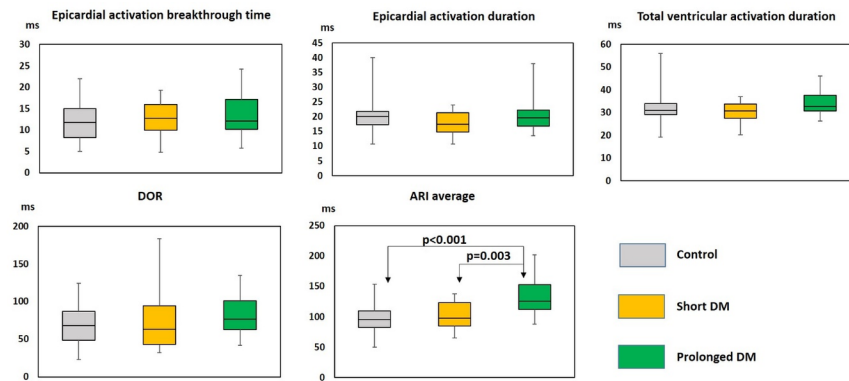 Epicardial activation breakthrough time
ms
30
25
20
15
10
5
0
Epicardial activation duration
ms
45
40
35
30
25
20
15
10
5
0
Total ventricular activation duration
ms
60
50
40
30
20
10
0
DOR
ms
200
150
100
50
0
ARI average
ms
250
200
150
100
50
0
p<0.001
p=0.003
Control
Short DM
Prolonged DM